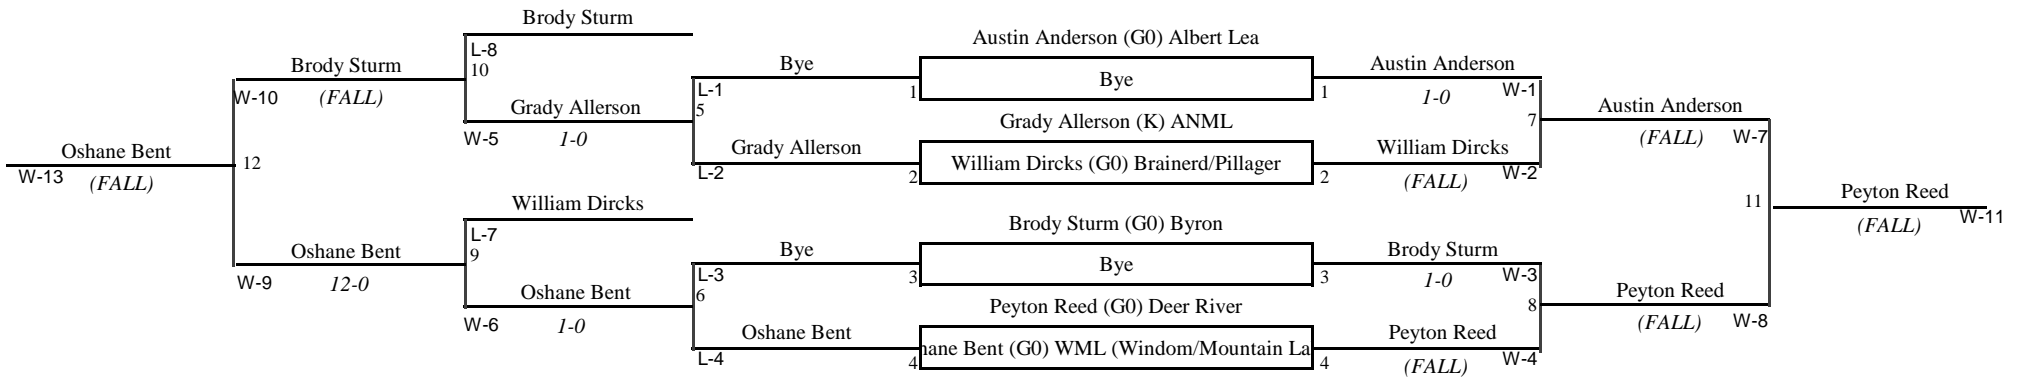 Brody Sturm
L-8
10
Brody Sturm
W-10
(FALL)
Grady Allerson
W-5
1-0
Oshane Bent
W-13
(FALL)
12
William Dircks
L-7
9
Oshane Bent
W-9
12-0
Oshane Bent
W-6
1-0
Bye
L-1
5
Grady Allerson
L-2
Bye
L-3
6
Oshane Bent
L-4
Austin Anderson (G0) Albert Lea
1 Bye 1
Grady Allerson (K) ANML
2 William Dircks (G0) Brainerd/Pillager 2
Brody Sturm (G0) Byron
3 Bye 3
Peyton Reed (G0) Deer River
4 hane Bent (G0) WML (Windom/Mountain La 4
Austin Anderson
1-0
W-1
7
William Dircks
(FALL)
W-2
Brody Sturm
1-0
W-3
8
Peyton Reed
(FALL)
W-4
Austin Anderson
(FALL)
W-7
11
Peyton Reed
(FALL)
W-8
Peyton Reed
(FALL)
W-11